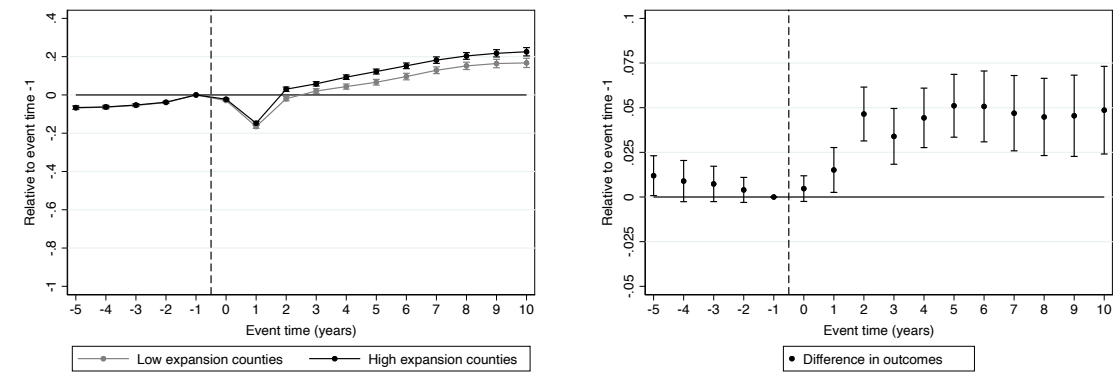 Relative to event time -1
.4
.2
0
-.2
-.4
-.6
-.8
-1
-5 -4 -3 -2 -1 0 1 2 3 4 5 6 7 8 9 10
Event time (years)
Low expansion counties High expansion counties
Relative to event time -1
.1
.075
.05
.025
0
-.025
-.05
-5 -4 -3 -2 -1 0 1 2 3 4 5 6 7 8 9 10
Event time (years)
Difference in outcomes